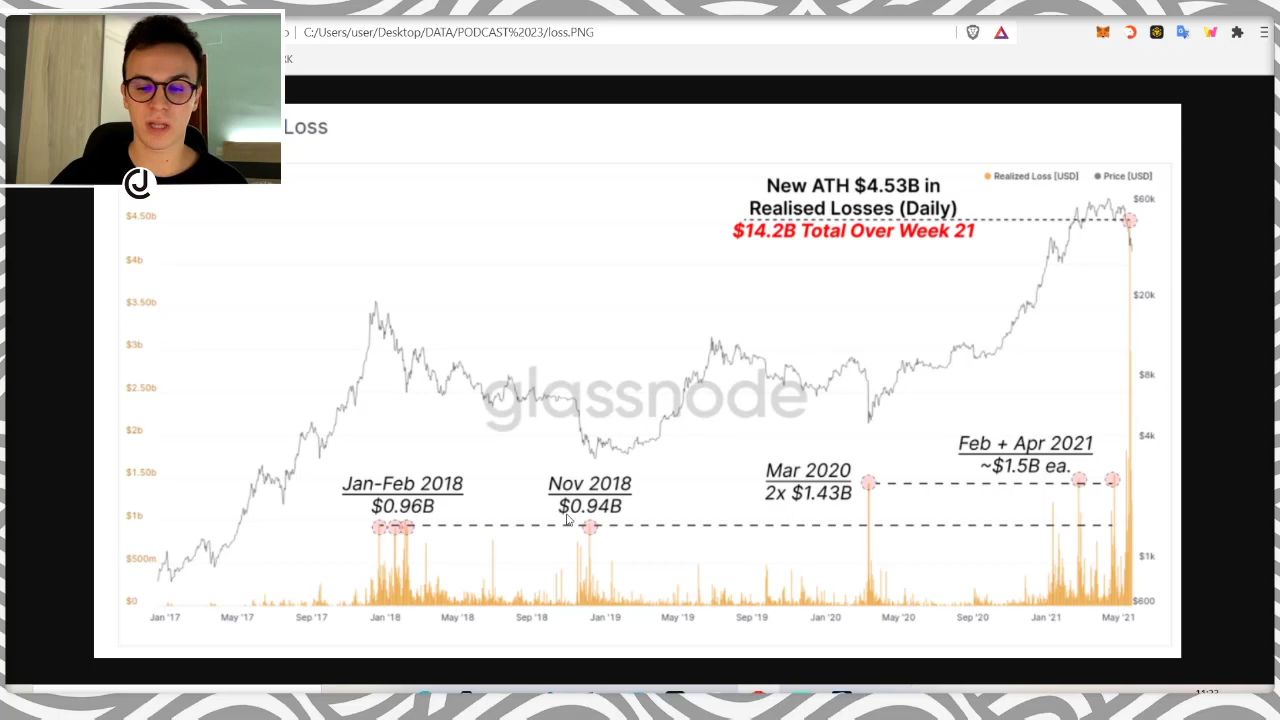 C:/Users/user/Desktop/DATA/PODCAST%2023/loss.PNG
Loss
New ATH $4.53B in
Realised Losses (Daily)
$14.2B Total Over Week 21
Realized Loss [USD]
Price [USD]
$4.50b
$4b
$3.50b
$3b
$2.50b
$2b
$1.50b
$1b
$500m
$0
$60k
$20k
$8k
$4k
$1k
$600
glassnode
Jan-Feb 2018
$0.96B
Nov 2018
$0.94B
Mar 2020
2x $1.43B
Feb + Apr 2021
~$1.5B ea.
Jan '17
May '17
Sep '17
Jan '18
May '18
Sep '18
Jan '19
May '19
Sep '19
Jan '20
May '20
Sep '20
Jan '21
May '21